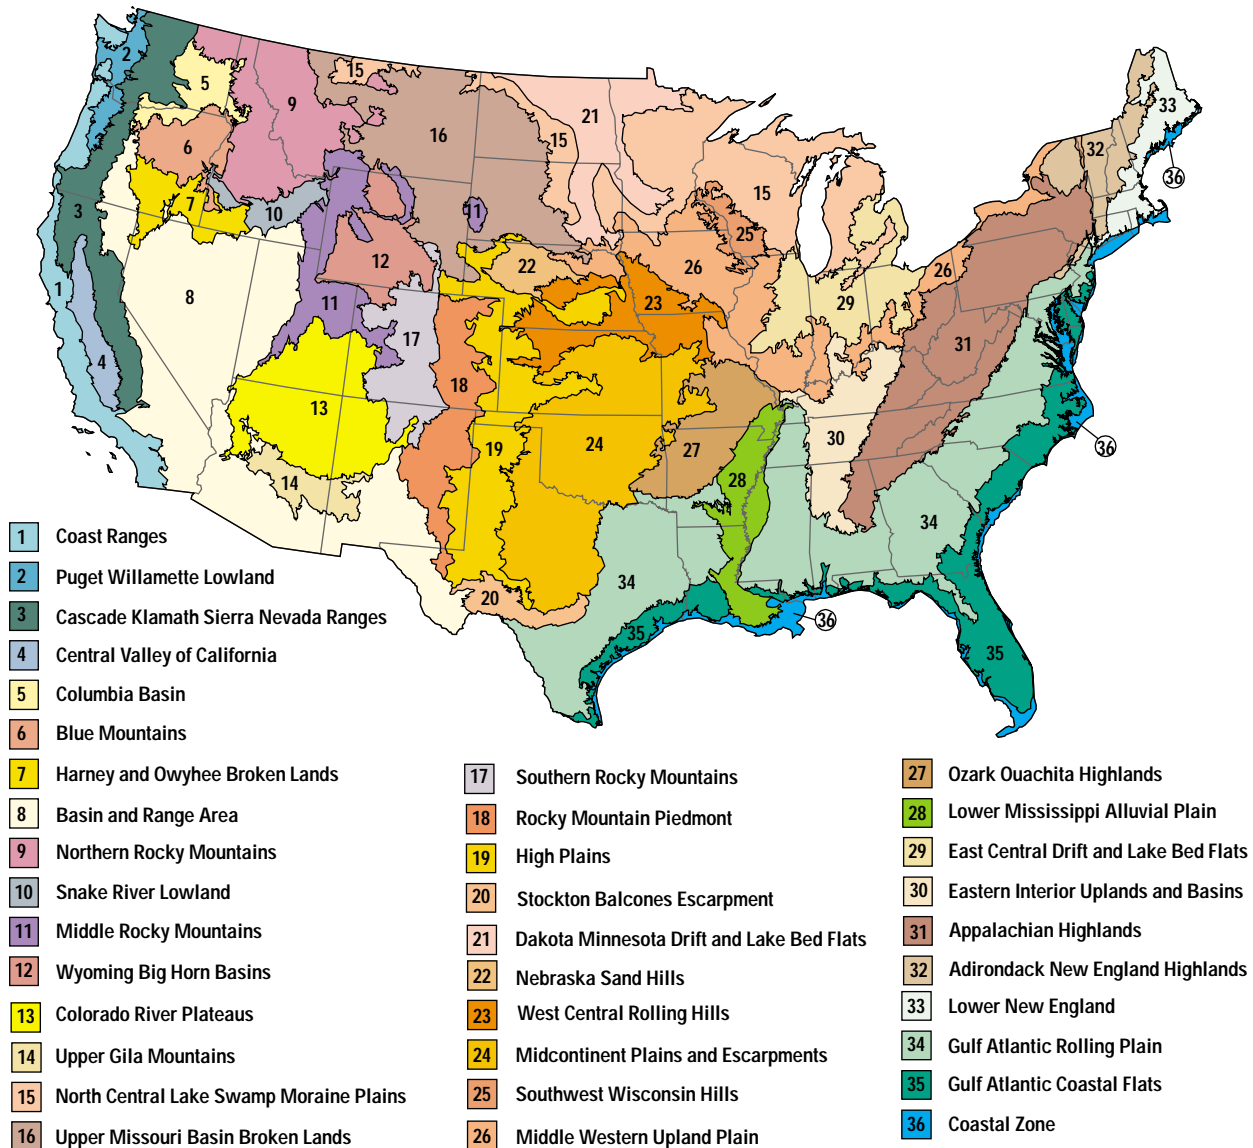 2
5
9
15
16
21
15
33
32
36
6
7
10
3
11
15
25
26
12
22
1
8
11
17
23
29
26
4
18
31
13
19
24
27
30
36
14
28
34
20
34
36
35
35
1 Coast Ranges
2 Puget Willamette Lowland
3 Cascade Klamath Sierra Nevada Ranges
4 Central Valley of California
5 Columbia Basin
6 Blue Mountains
7 Harney and Owyhee Broken Lands
8 Basin and Range Area
9 Northern Rocky Mountains
10 Snake River Lowland
11 Middle Rocky Mountains
12 Wyoming Big Horn Basins
13 Colorado River Plateaus
14 Upper Gila Mountains
15 North Central Lake Swamp Moraine Plains
16 Upper Missouri Basin Broken Lands
17 Southern Rocky Mountains
18 Rocky Mountain Piedmont
19 High Plains
20 Stockton Balcones Escarpment
21 Dakota Minnesota Drift and Lake Bed Flats
22 Nebraska Sand Hills
23 West Central Rolling Hills
24 Midcontinent Plains and Escarpments
25 Southwest Wisconsin Hills
26 Middle Western Upland Plain
27 Ozark Ouachita Highlands
28 Lower Mississippi Alluvial Plain
29 East Central Drift and Lake Bed Flats
30 Eastern Interior Uplands and Basins
31 Appalachian Highlands
32 Adirondack New England Highlands
33 Lower New England
34 Gulf Atlantic Rolling Plain
35 Gulf Atlantic Coastal Flats
36 Coastal Zone